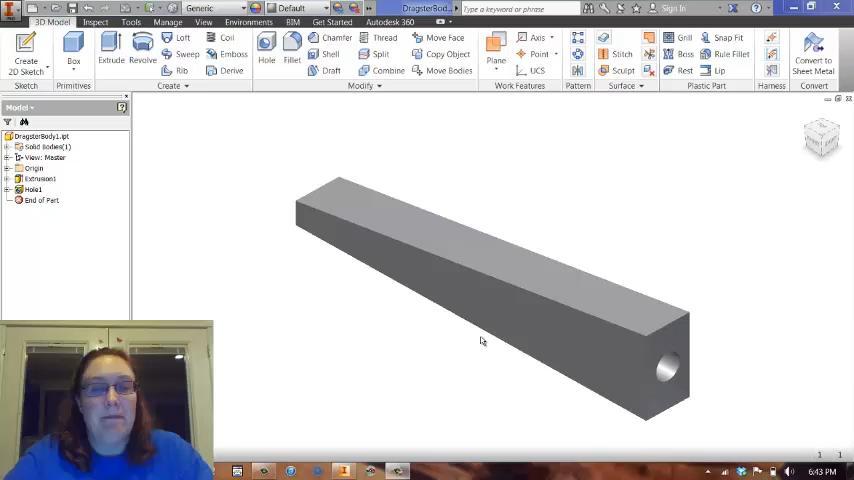 Generic Default DragsterBod... Type a keyword or phrase Sign In
3D Model Inspect Tools Manage View Environments BIM Get Started Autodesk 360
Create
2D Sketch
Sketch
Box
Primitives
Extrude Revolve
Loft Coil
Sweep Emboss
Rib Derive
Create
Hole Fillet
Chamfer Thread Move Face
Shell Split Copy Object
Draft Combine Move Bodies
Modify
Plane
Axis
Point
UCS
Work Features
Pattern
Stitch
Sculpt
Surface
Grill Snap Fit
Boss Rule Fillet
Rest Lip
Plastic Part
Harness
Convert to
Sheet Metal
Convert
Model
DragsterBody1.ipt
Solid Bodies(1)
View: Master
Origin
Extrusion1
Hole1
End of Part
1 1
6:43 PM